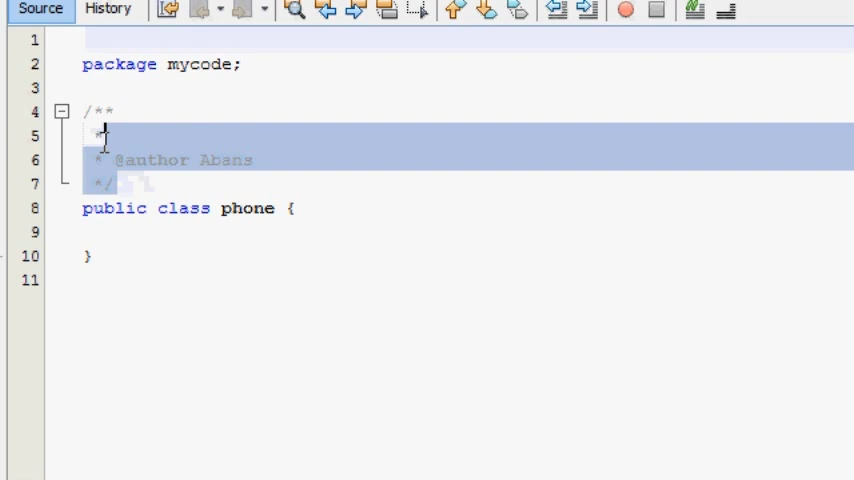 Source History
1
2 package mycode;
3
4 /**
5 *
6 * @author Abans
7 */
8 public class phone {
9
10 }
11